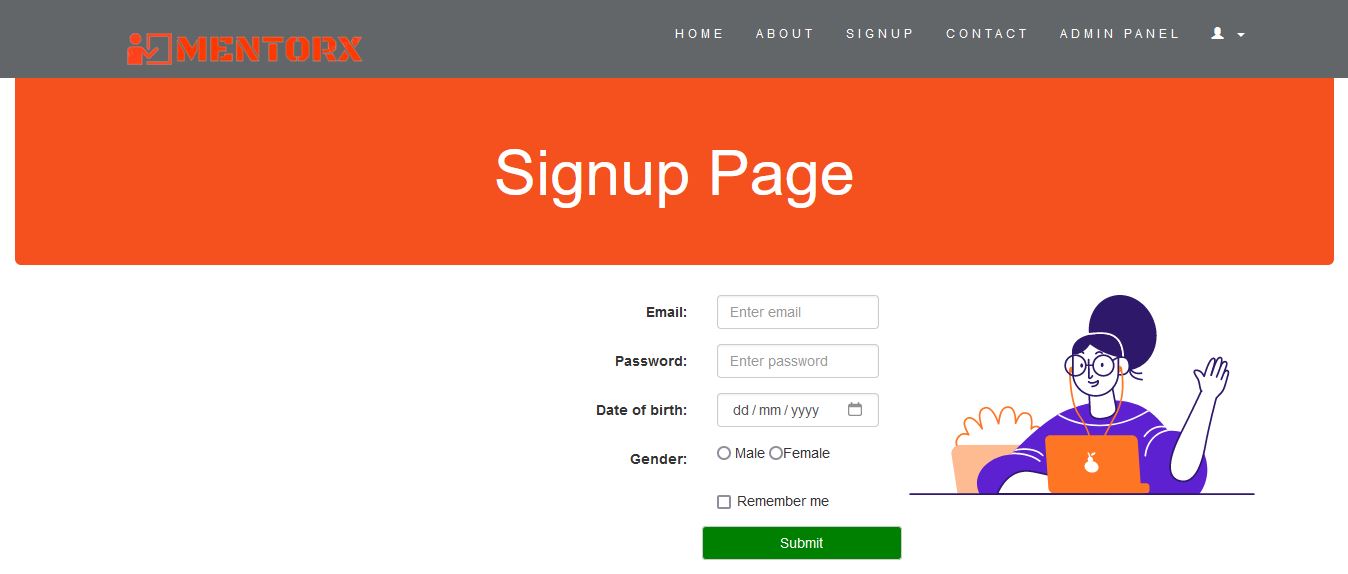 MENTORX
HOME ABOUT SIGNUP CONTACT ADMIN PANEL
Signup Page
Email: Enter email
Password: Enter password
Date of birth: dd/mm/yyyy
Gender: Male Female
Remember me
Submit